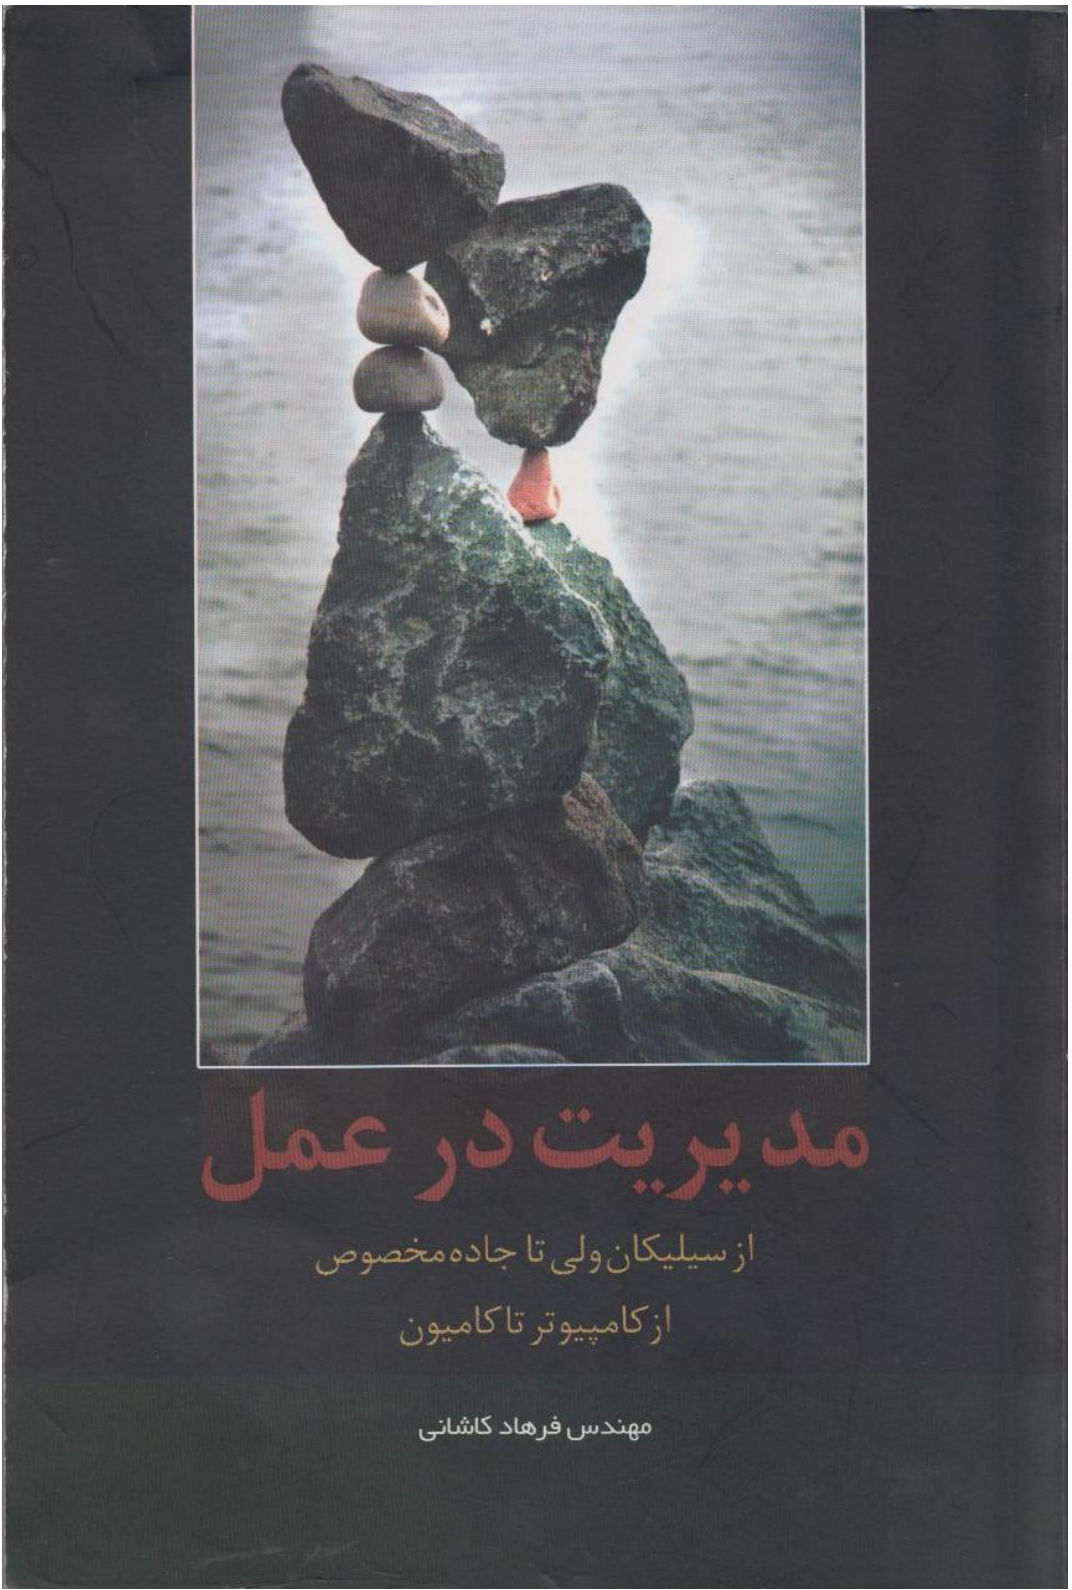 مدیریت در عمل
از سیلیکان ولی تا جاده مخصوص
از کامپیوتر تا کامیون
مهندس فرهاد کاشانی